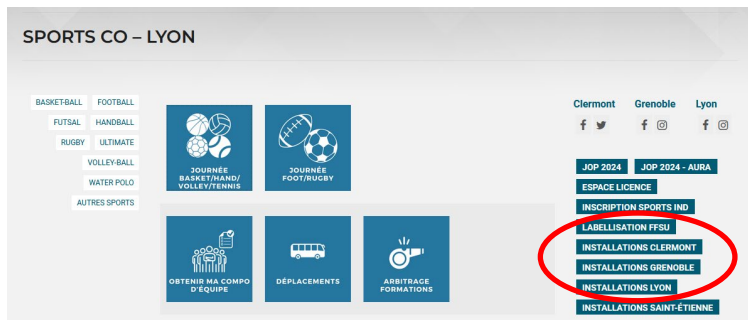 SPORTS CO – LYON
BASKET-BALL
FOOTBALL
FUTSAL
HANDBALL
RUGBY
ULTIMATE
VOLLEY-BALL
WATER POLO
AUTRES SPORTS
JOURNÉE
BASKET/HAND/
VOLLEY/TENNIS
JOURNÉE
FOOT/RUGBY
OBTENIR MA COMPO
D'ÉQUIPE
DÉPLACEMENTS
ARBITRAGE
FORMATIONS
Clermont
Grenoble
Lyon
JOP 2024
JOP 2024 - AURA
ESPACE LICENCE
INSCRIPTION SPORTS IND
LABELLISATION FFSU
INSTALLATIONS CLERMONT
INSTALLATIONS GRENOBLE
INSTALLATIONS LYON
INSTALLATIONS SAINT-ÉTIENNE